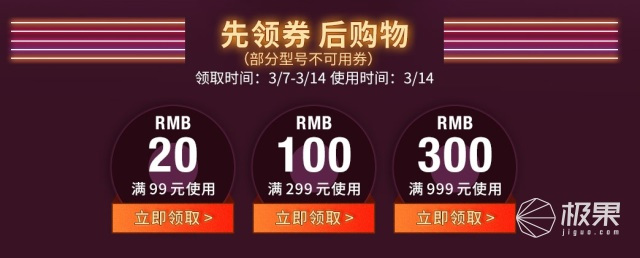 先领券 后购物
（部分型号不可用券）
领取时间：3/7-3/14 使用时间：3/14
RMB
20
满 99 元使用
立即领取 >
RMB
100
满 299 元使用
立即领取 >
RMB
300
满 999 元使用
立即领取 >
极果
jiguo.com